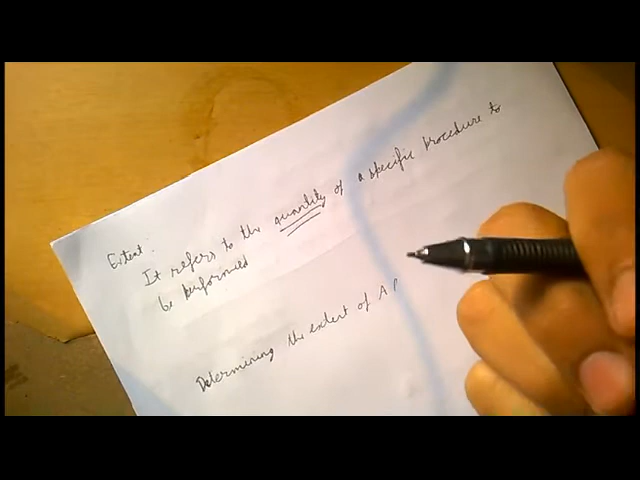 Extent:
It refers to the quantity of a specific procedure to
be performed
Determining the extent of A P